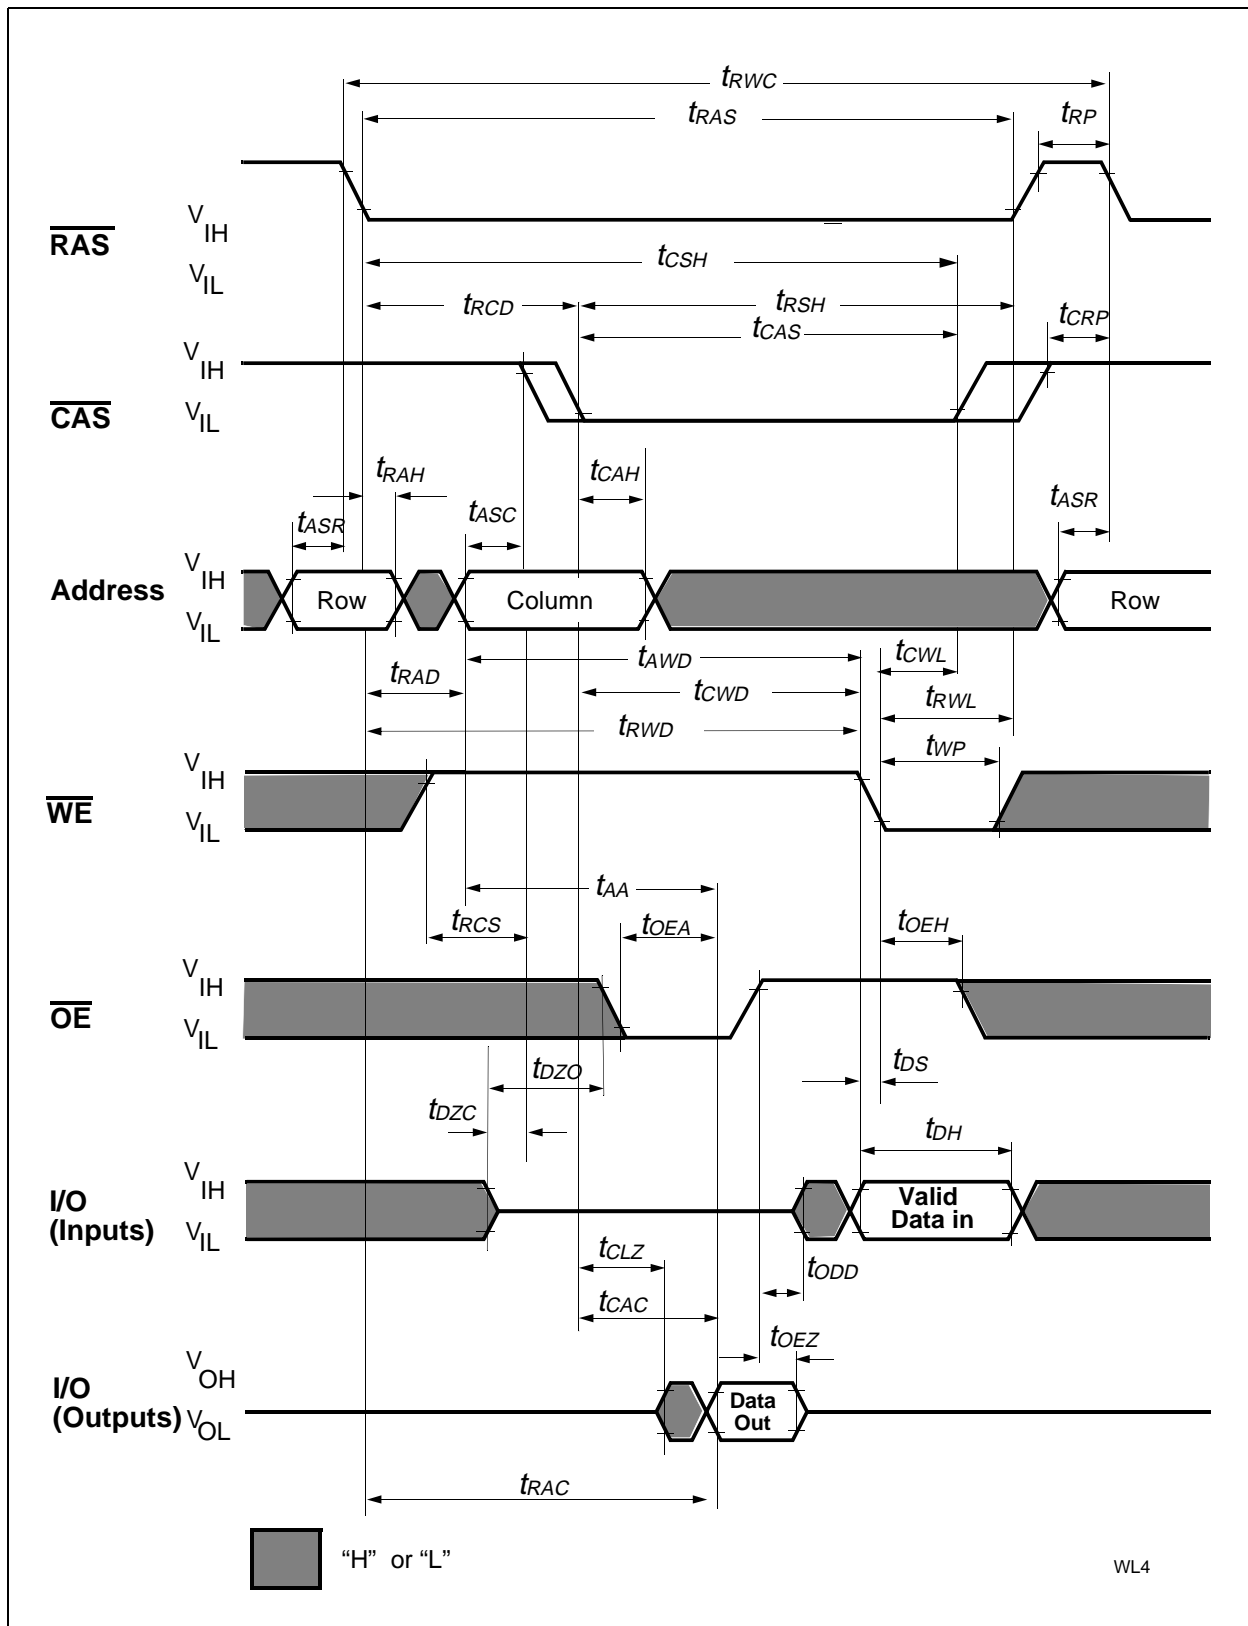 tRWC
tRAS
tRP
VIH
RAS
VIL
tCSH
tRCD
tRSH
tCAS
tCRP
VIH
CAS
VIL
tRAH
tCAH
tASR
tASC
tASR
VIH
Address
Row
Column
Row
VIL
tAWD
tCWL
tRAD
tCWD
tRWL
tRWD
tWP
VIH
WE
VIL
tAA
tRCS
tOEA
tOEH
VIH
OE
VIL
tDZO
tDS
tDZC
tDH
VIH
I/O
(Inputs)
VIL
Valid
Data in
tCLZ
tODD
tCAC
tOEZ
VOH
I/O
(Outputs)
VOL
Data
Out
tRAC
“H” or “L”
WL4